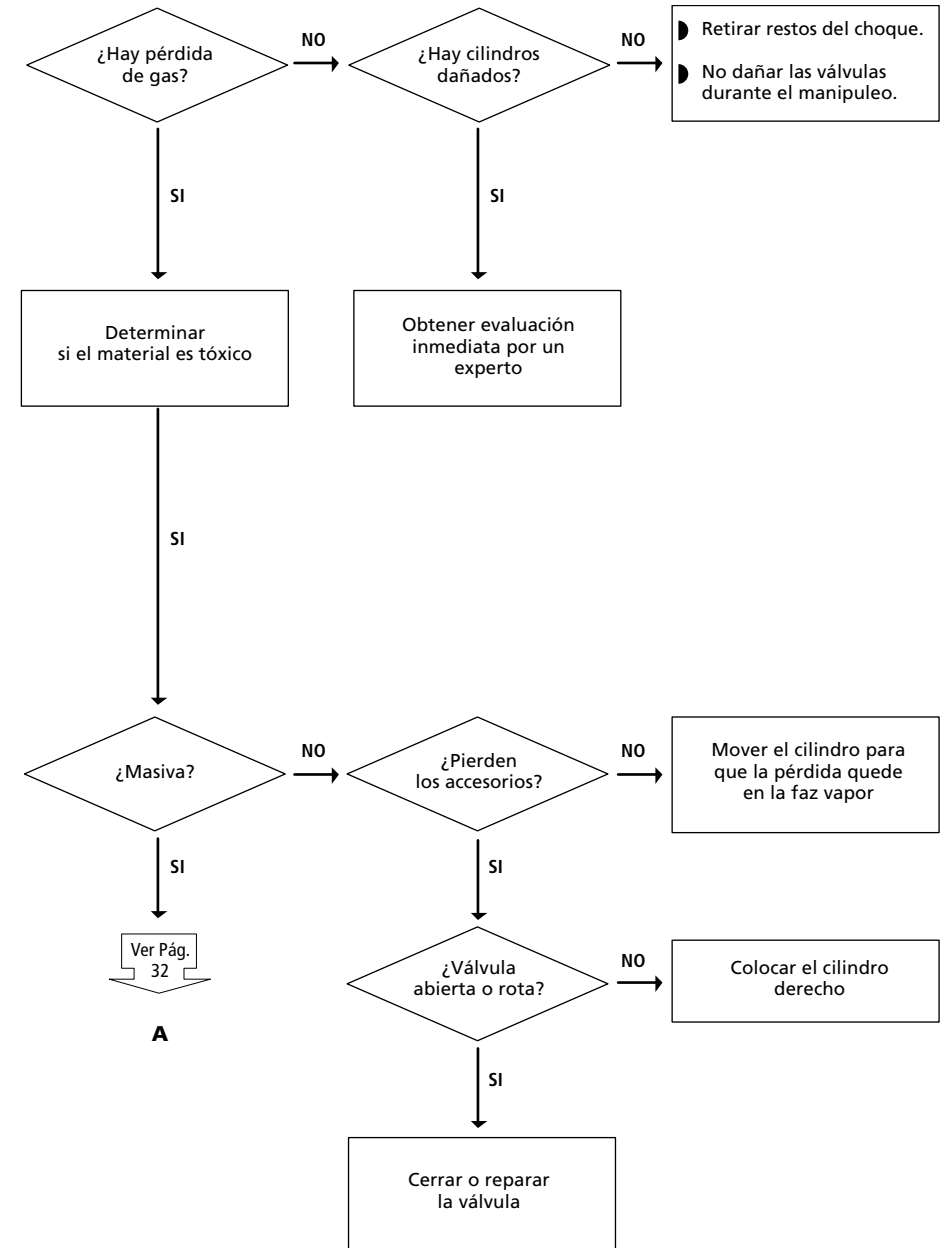 ¿Hay pérdida
de gas?
NO
¿Hay cilindros
dañados?
NO
Retirar restos del choque.
No dañar las válvulas
durante el manipuleo.
SI
SI
Determinar
si el material es tóxico
Obtener evaluación
inmediata por un
experto
SI
¿Masiva?
NO
¿Pierden
los accesorios?
NO
Mover el cilindro para
que la pérdida quede
en la faz vapor
SI
SI
Ver Pág.
32
A
¿Válvula
abierta o rota?
NO
Colocar el cilindro
derecho
SI
Cerrar o reparar
la válvula